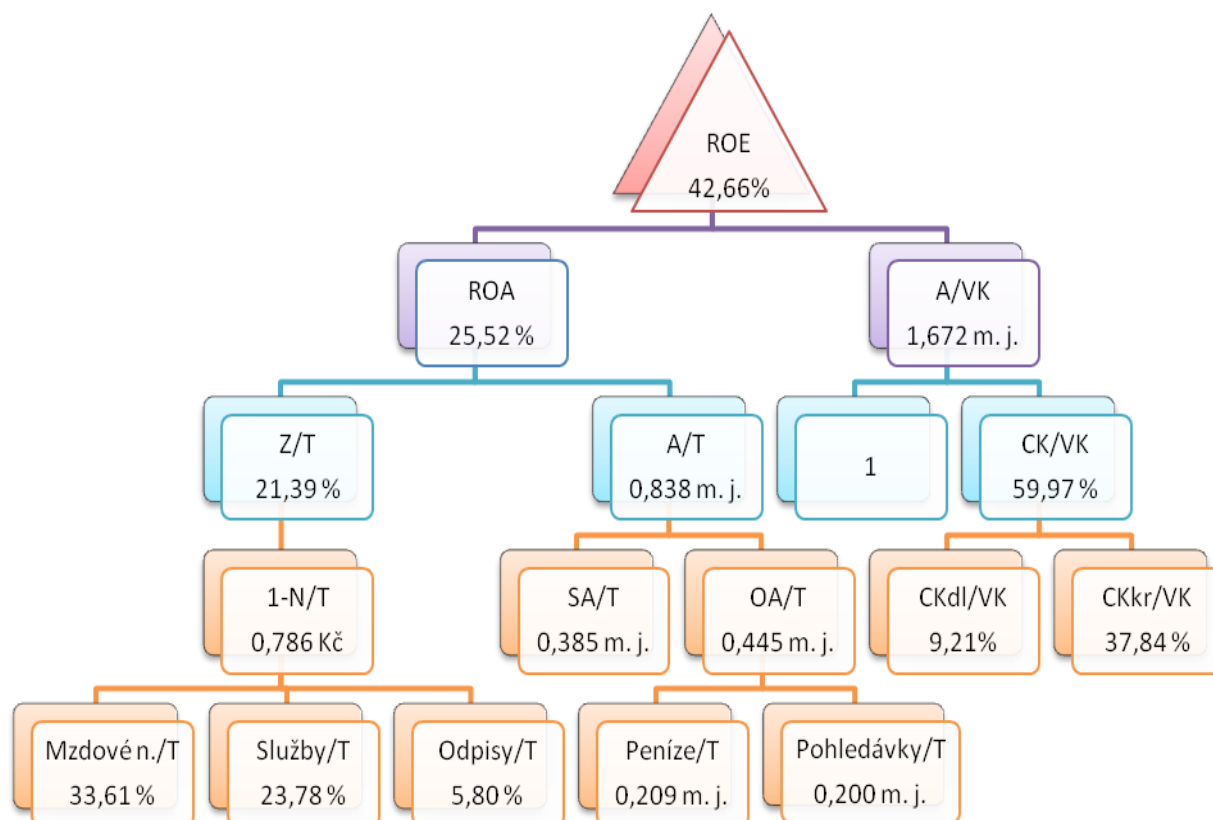 ROE
42,66%
ROA
25,52 %
A/VK
1,672 m. j.
Z/T
21,39 %
A/T
0,838 m. j.
1
CK/VK
59,97 %
1-N/T
0,786 Kč
SA/T
0,385 m. j.
OA/T
0,445 m. j.
CKdl/VK
9,21%
CKkr/VK
37,84 %
Mzdové n./T
33,61 %
Služby/T
23,78 %
Odpisy/T
5,80 %
Peníze/T
0,209 m. j.
Pohledávky/T
0,200 m. j.